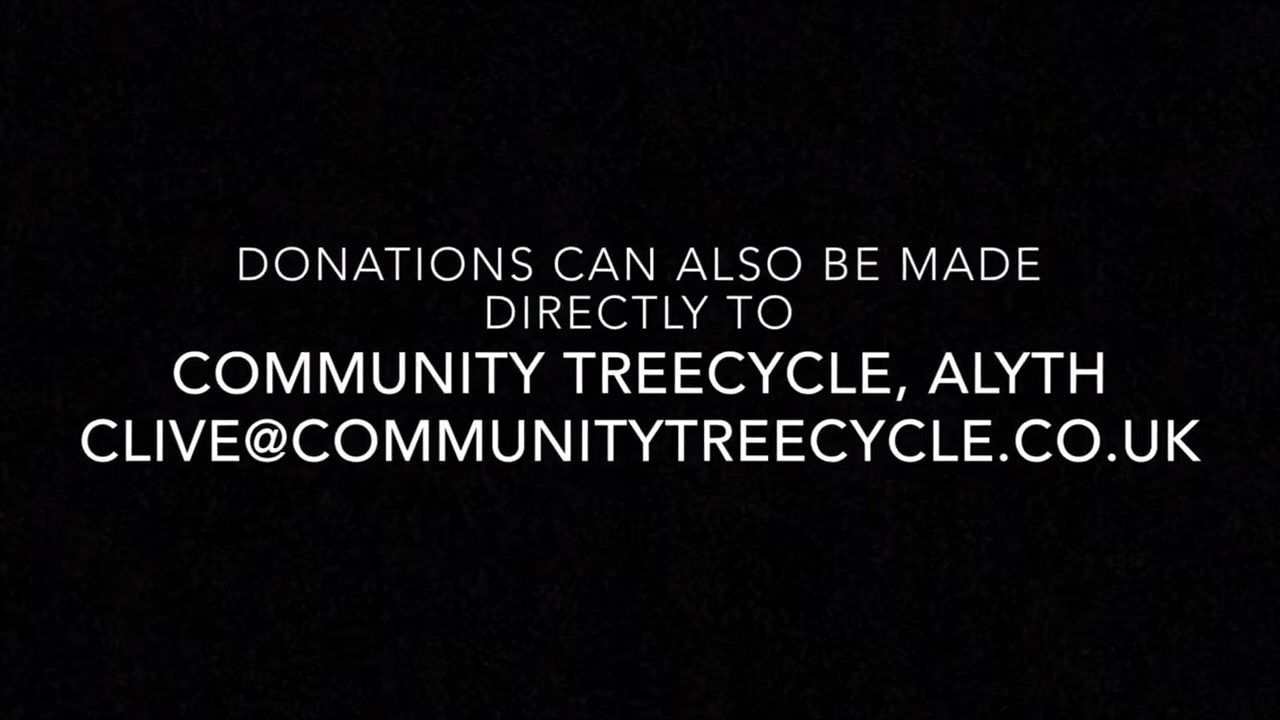 DONATIONS CAN ALSO BE MADE
DIRECTLY TO
COMMUNITY TREECYCLE, ALYTH
CLIVE@COMMUNITYTREECYCLE.CO.UK